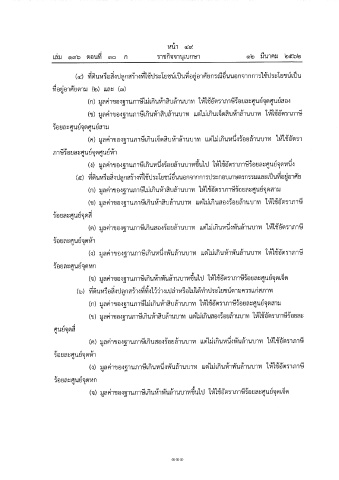 หน้า ๔๙
เล่ม ๑๓๖ ตอนที่ ๓๐ ก ราชกิจจานุเบกษา ๑๒ มีนาคม ๒๕๖๒
(๔) ที่ดินหรือสิ่งปลูกสร้างที่ใช้ประโยชน์เป็นที่อยู่อาศัยกรณีอื่นนอกจากการใช้ประโยชน์เป็น
ที่อยู่อาศัยตาม (๒) และ (๓)
(ก) มูลค่าของฐานภาษีไม่เกินห้าสิบล้านบาท ให้ใช้อัตราภาษีร้อยละศูนย์จุดศูนย์สอง
(ข) มูลค่าของฐานภาษีเกินห้าสิบล้านบาท แต่ไม่เกินเจ็ดสิบห้าล้านบาท ให้ใช้อัตราภาษี
ร้อยละศูนย์จุดศูนย์สาม
(ค) มูลค่าของฐานภาษีเกินเจ็ดสิบห้าล้านบาท แต่ไม่เกินหนึ่งร้อยล้านบาท ให้ใช้อัตรา
ภาษีร้อยละศูนย์จุดศูนย์ห้า
(ง) มูลค่าของฐานภาษีเกินหนึ่งร้อยล้านบาทขึ้นไป ให้ใช้อัตราภาษีร้อยละศูนย์จุดหนึ่ง
(๕) ที่ดินหรือสิ่งปลูกสร้างที่ใช้ประโยชน์อื่นนอกจากการประกอบเกษตรกรรมและเป็นที่อยู่อาศัย
(ก) มูลค่าของฐานภาษีไม่เกินห้าสิบล้านบาท ให้ใช้อัตราภาษีร้อยละศูนย์จุดสาม
(ข) มูลค่าของฐานภาษีเกินห้าสิบล้านบาท แต่ไม่เกินสองร้อยล้านบาท ให้ใช้อัตราภาษี
ร้อยละศูนย์จุดสี่
(ค) มูลค่าของฐานภาษีเกินสองร้อยล้านบาท แต่ไม่เกินหนึ่งพันล้านบาท ให้ใช้อัตราภาษี
ร้อยละศูนย์จุดห้า
(ง) มูลค่าของฐานภาษีเกินหนึ่งพันล้านบาท แต่ไม่เกินห้าพันล้านบาท ให้ใช้อัตราภาษี
ร้อยละศูนย์จุดหก
(จ) มูลค่าของฐานภาษีเกินห้าพันล้านบาทขึ้นไป ให้ใช้อัตราภาษีร้อยละศูนย์จุดเจ็ด
(๖) ที่ดินหรือสิ่งปลูกสร้างที่ทิ้งไว้ว่างเปล่าหรือไม่ได้ทำประโยชน์ตามควรแก่สภาพ
(ก) มูลค่าของฐานภาษีไม่เกินห้าสิบล้านบาท ให้ใช้อัตราภาษีร้อยละศูนย์จุดสาม
(ข) มูลค่าของฐานภาษีเกินห้าสิบล้านบาท แต่ไม่เกินสองร้อยล้านบาท ให้ใช้อัตราภาษีร้อยละ
ศูนย์จุดสี่
(ค) มูลค่าของฐานภาษีเกินสองร้อยล้านบาท แต่ไม่เกินหนึ่งพันล้านบาท ให้ใช้อัตราภาษี
ร้อยละศูนย์จุดห้า
(ง) มูลค่าของฐานภาษีเกินหนึ่งพันล้านบาท แต่ไม่เกินห้าพันล้านบาท ให้ใช้อัตราภาษี
ร้อยละศูนย์จุดหก
(จ) มูลค่าของฐานภาษีเกินห้าพันล้านบาทขึ้นไป ให้ใช้อัตราภาษีร้อยละศูนย์จุดเจ็ด